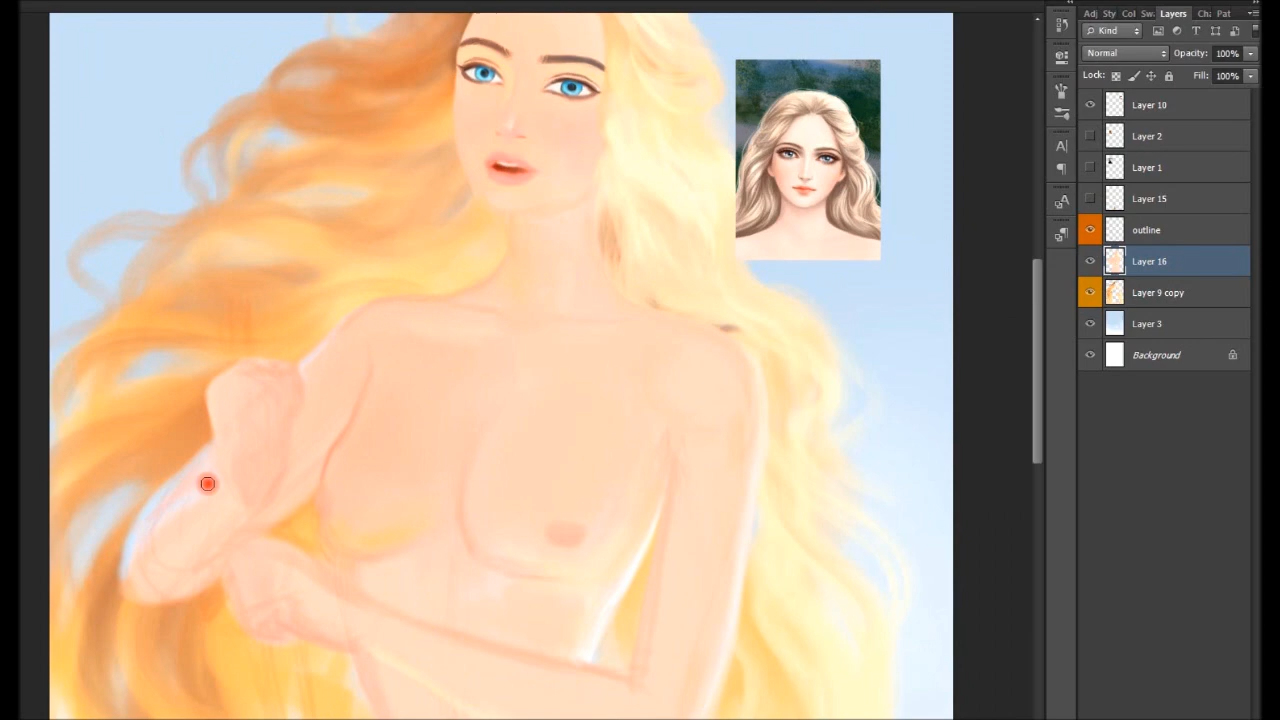 Adj Sty Col Sw: Layers Ch: Pat
Kind
Normal Opacity: 100%
Lock: Fill: 100%
Layer 10
Layer 2
Layer 1
Layer 15
outline
Layer 16
Layer 9 copy
Layer 3
Background